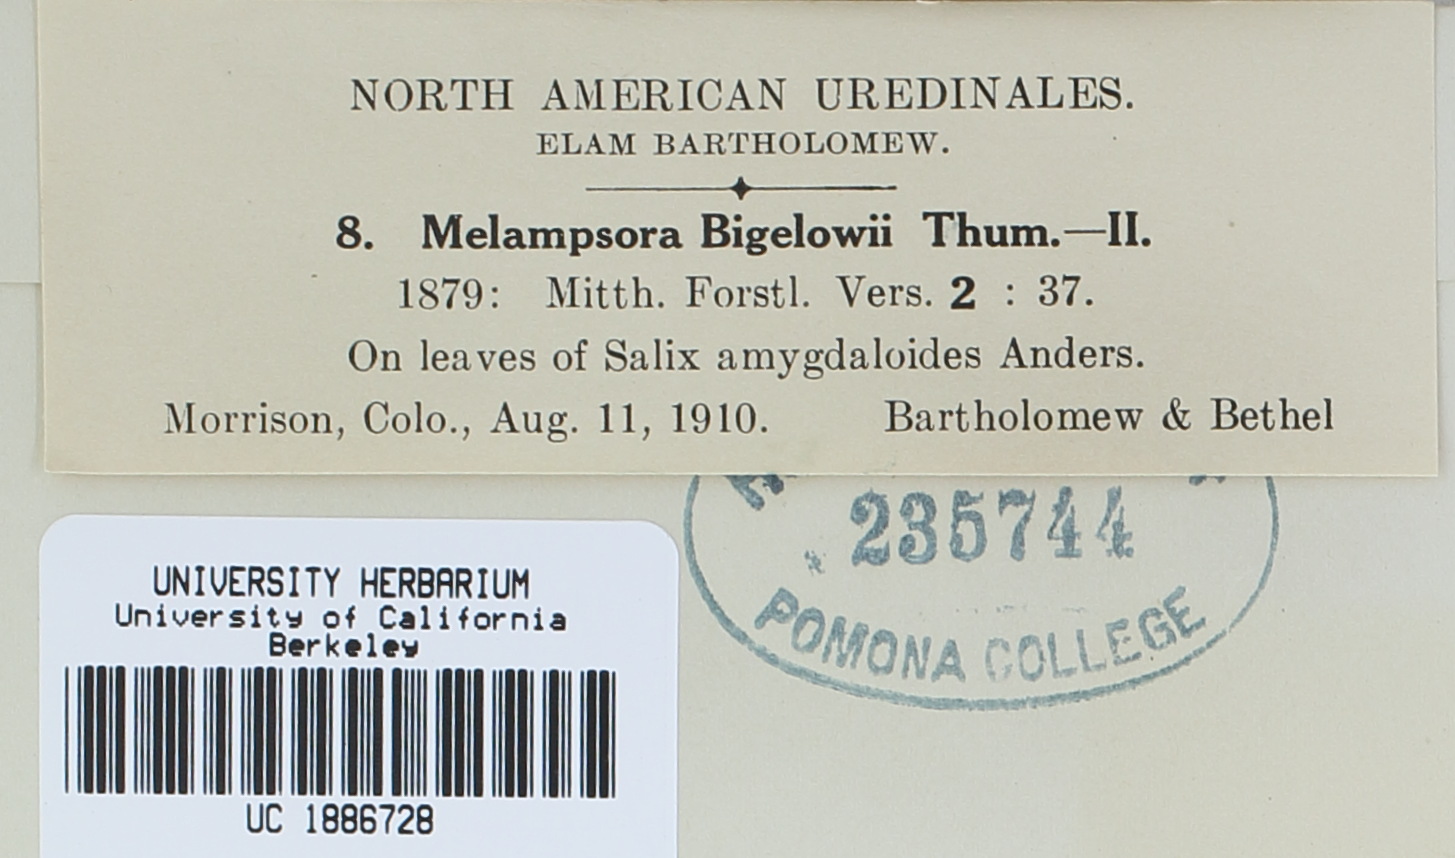 NORTH AMERICAN UREDINALES.
ELAM BARTHOLOMEW.
8. Melampsora Bigelowii Thum.—II.
1879: Mitth. Forstl. Vers. 2 : 37.
On leaves of Salix amygdaloides Anders.
Morrison, Colo., Aug. 11, 1910. Bartholomew & Bethel
235744
POMONA COLLEGE
UNIVERSITY HERBARIUM
University of California
Berkeley
UC 1886728